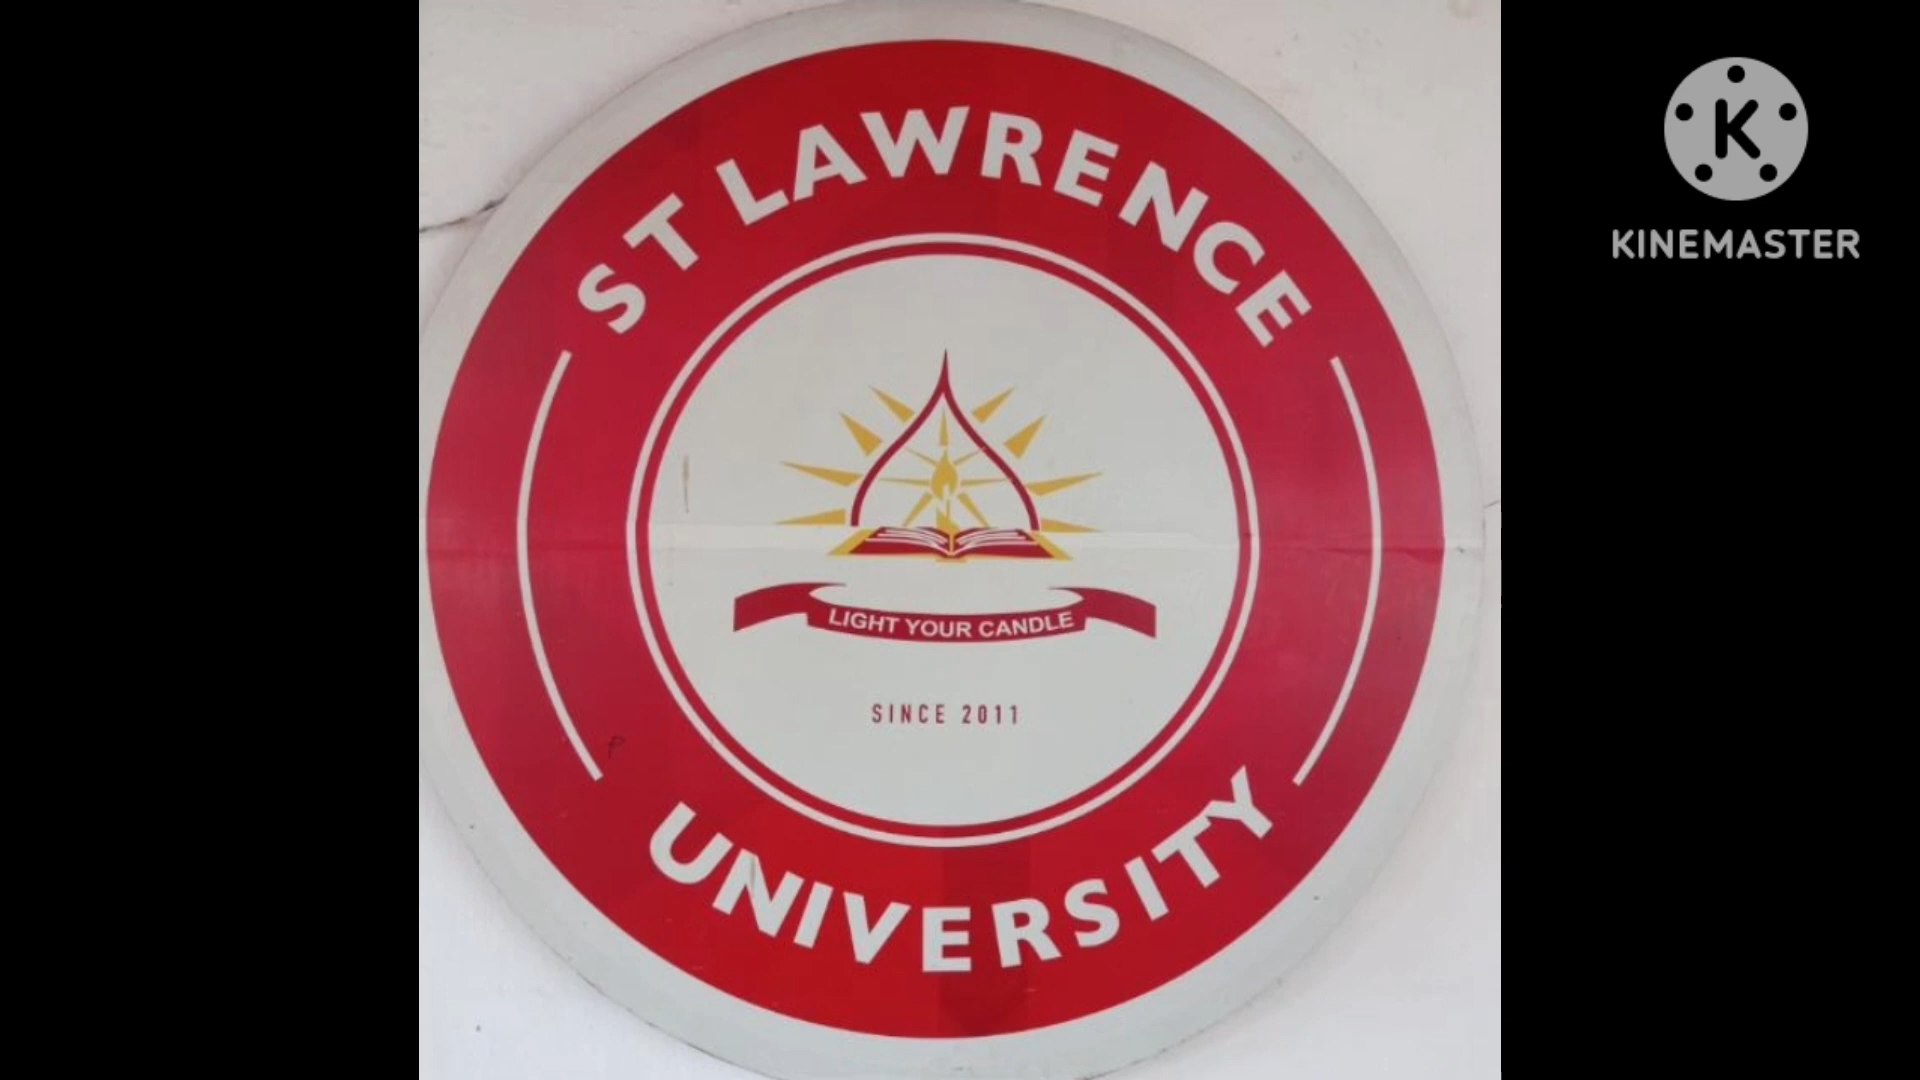 ST LAWRENCE
LIGHT YOUR CANDLE
SINCE 2011
UNIVERSITY
K
KINEMASTER